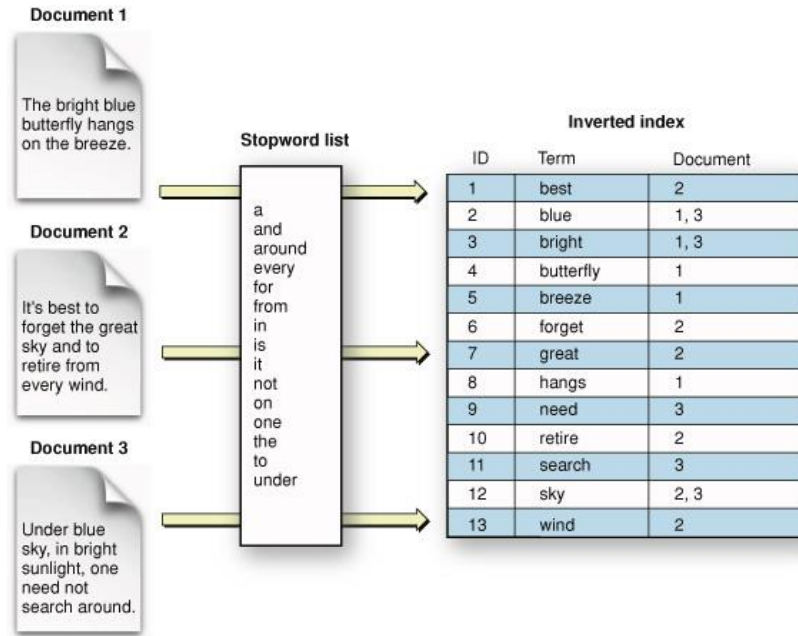 Document 1
The bright blue
butterfly hangs
on the breeze.
Document 2
It's best to
forget the great
sky and to
retire from
every wind.
Document 3
Under blue
sky, in bright
sunlight, one
need not
search around.
Stopword list
a
and
around
every
for
from
in
is
it
not
on
one
the
to
under
Inverted index
ID Term Document
1 best 2
2 blue 1, 3
3 bright 1, 3
4 butterfly 1
5 breeze 1
6 forget 2
7 great 2
8 hangs 1
9 need 3
10 retire 2
11 search 3
12 sky 2, 3
13 wind 2